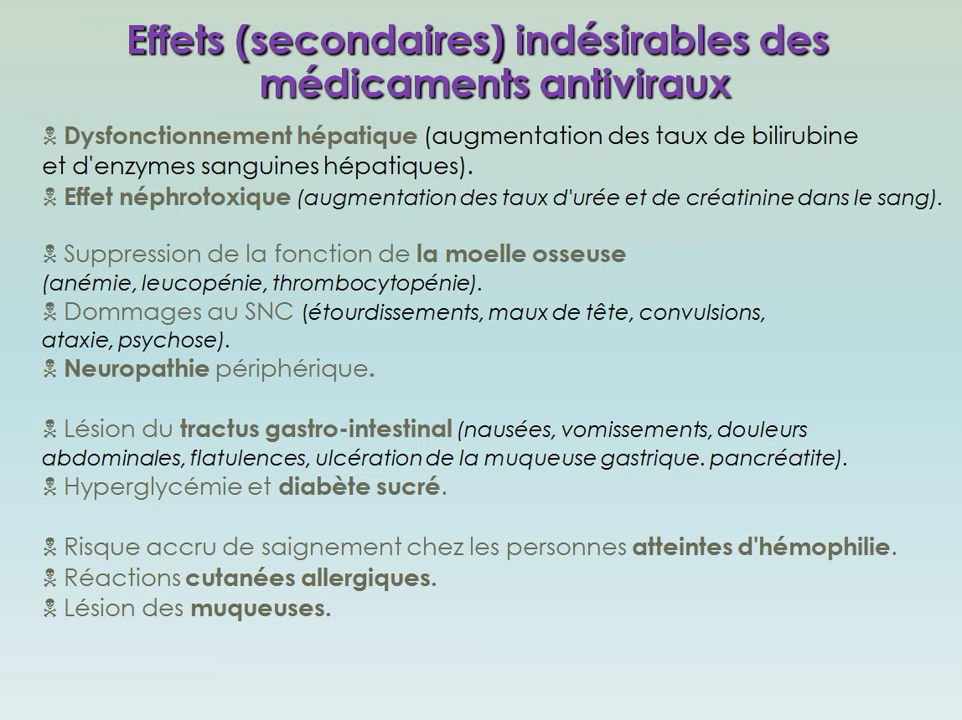 Effets (secondaires) indésirables des
médicaments antiviraux
☠ Dysfonctionnement hépatique (augmentation des taux de bilirubine
et d'enzymes sanguines hépatiques).
☠ Effet néphrotoxique (augmentation des taux d'urée et de créatinine dans le sang).
☠ Suppression de la fonction de la moelle osseuse
(anémie, leucopénie, thrombocytopénie).
☠ Dommages au SNC (étourdissements, maux de tête, convulsions,
ataxie, psychose).
☠ Neuropathie périphérique.
☠ Lésion du tractus gastro-intestinal (nausées, vomissements, douleurs
abdominales, flatulences, ulcération de la muqueuse gastrique. pancréatite).
☠ Hyperglycémie et diabète sucré.
☠ Risque accru de saignement chez les personnes atteintes d'hémophilie.
☠ Réactions cutanées allergiques.
☠ Lésion des muqueuses.